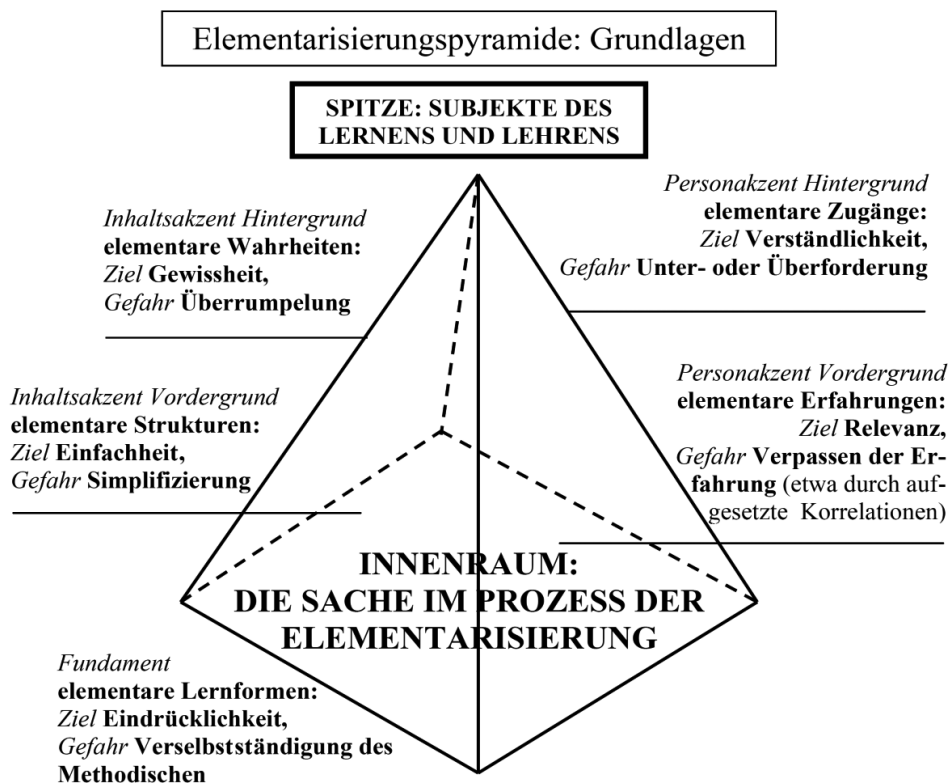 Elementarisierungspyramide: Grundlagen
SPITZE: SUBJEKTE DES
LERNENS UND LEHRENS
Inhaltsakzent Hintergrund
elementare Wahrheiten:
Ziel Gewissheit,
Gefahr Überrumpelung
Personakzent Hintergrund
elementare Zugänge:
Ziel Verständlichkeit,
Gefahr Unter- oder Überforderung
Inhaltsakzent Vordergrund
elementare Strukturen:
Ziel Einfachheit,
Gefahr Simplifizierung
Personakzent Vordergrund
elementare Erfahrungen:
Ziel Relevanz,
Gefahr Verpassen der Er-
fahrung (etwa durch auf-
gesetzte Korrelationen)
INNENRAUM:
DIE SACHE IM PROZESS DER
ELEMENTARISIERUNG
Fundament
elementare Lernformen:
Ziel Eindrücklichkeit,
Gefahr Verselbstständigung des
Methodischen